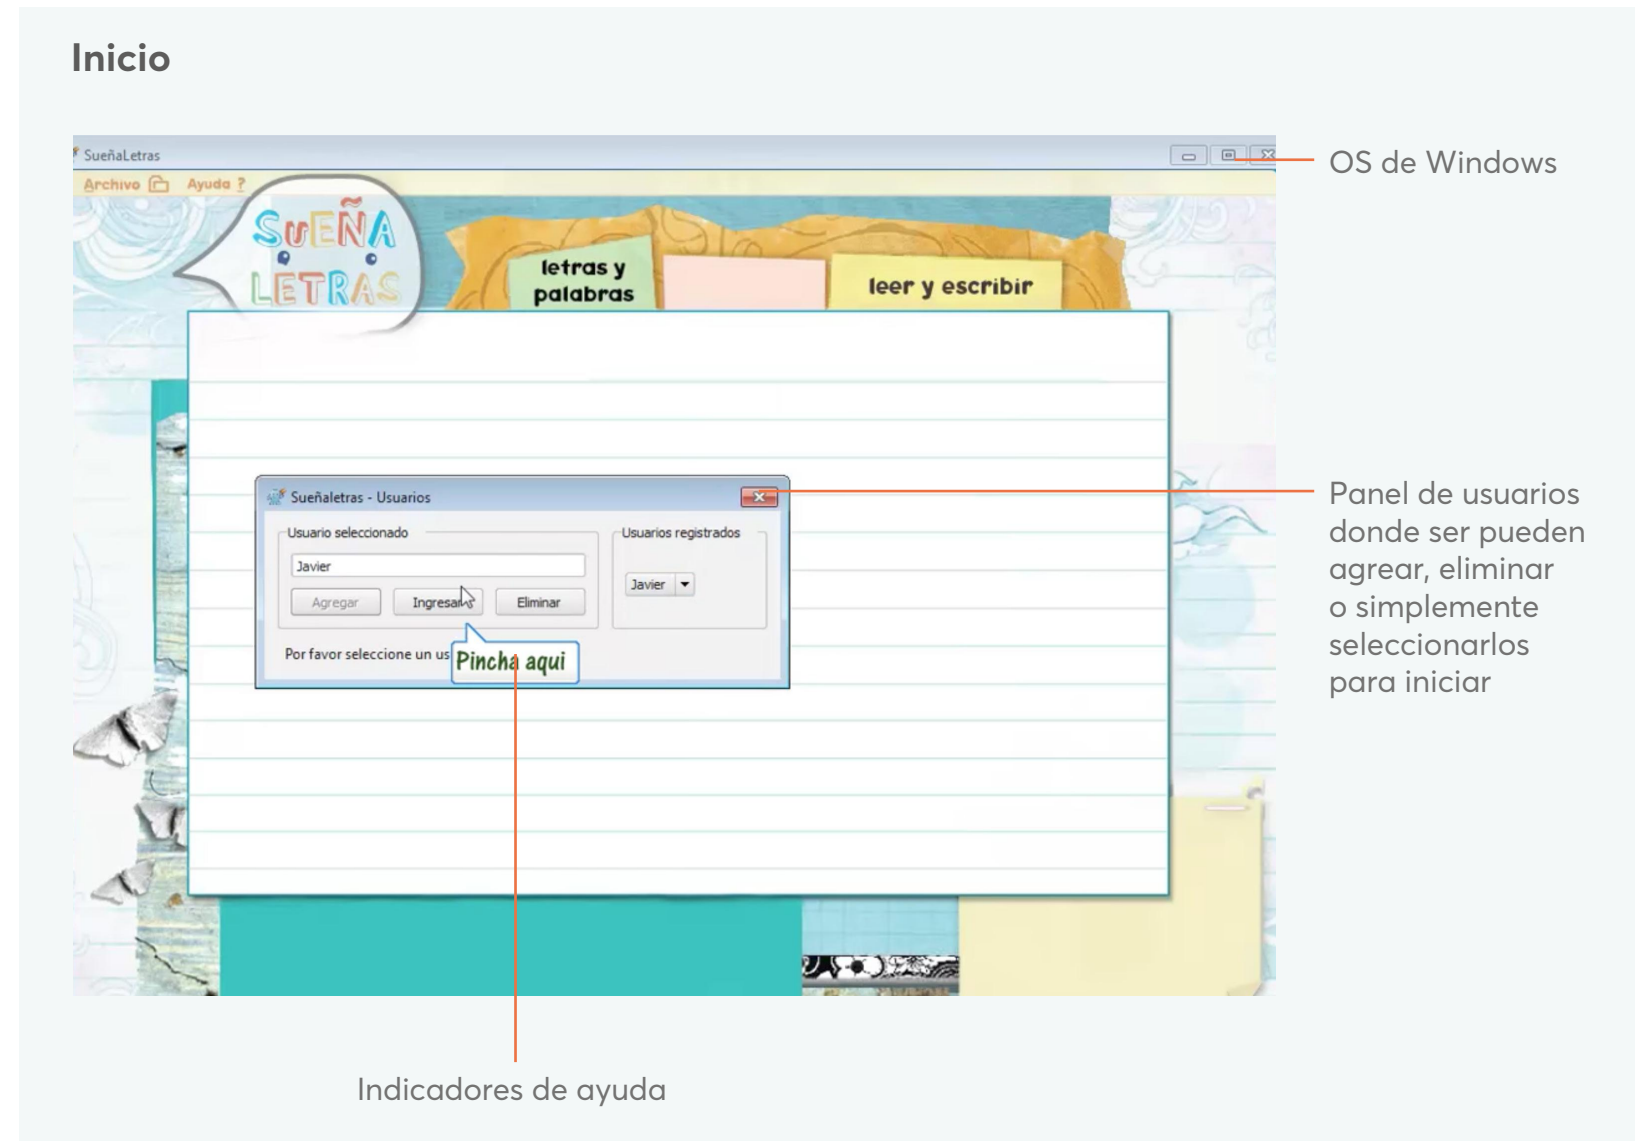 Inicio
SueñaLetras
OS de Windows
Archivo Ayuda ?
SUEÑA
LETRAS
letras y
palabras
leer y escribir
Sueñaletras - Usuarios
Panel de usuarios
donde ser pueden
agrear, eliminar
o simplemente
seleccionarlos
para iniciar
Usuario seleccionado
Usuarios registrados
Javier
Javier
Agregar
Ingresar
Eliminar
Por favor seleccione un us
Pincha aqui
Indicadores de ayuda